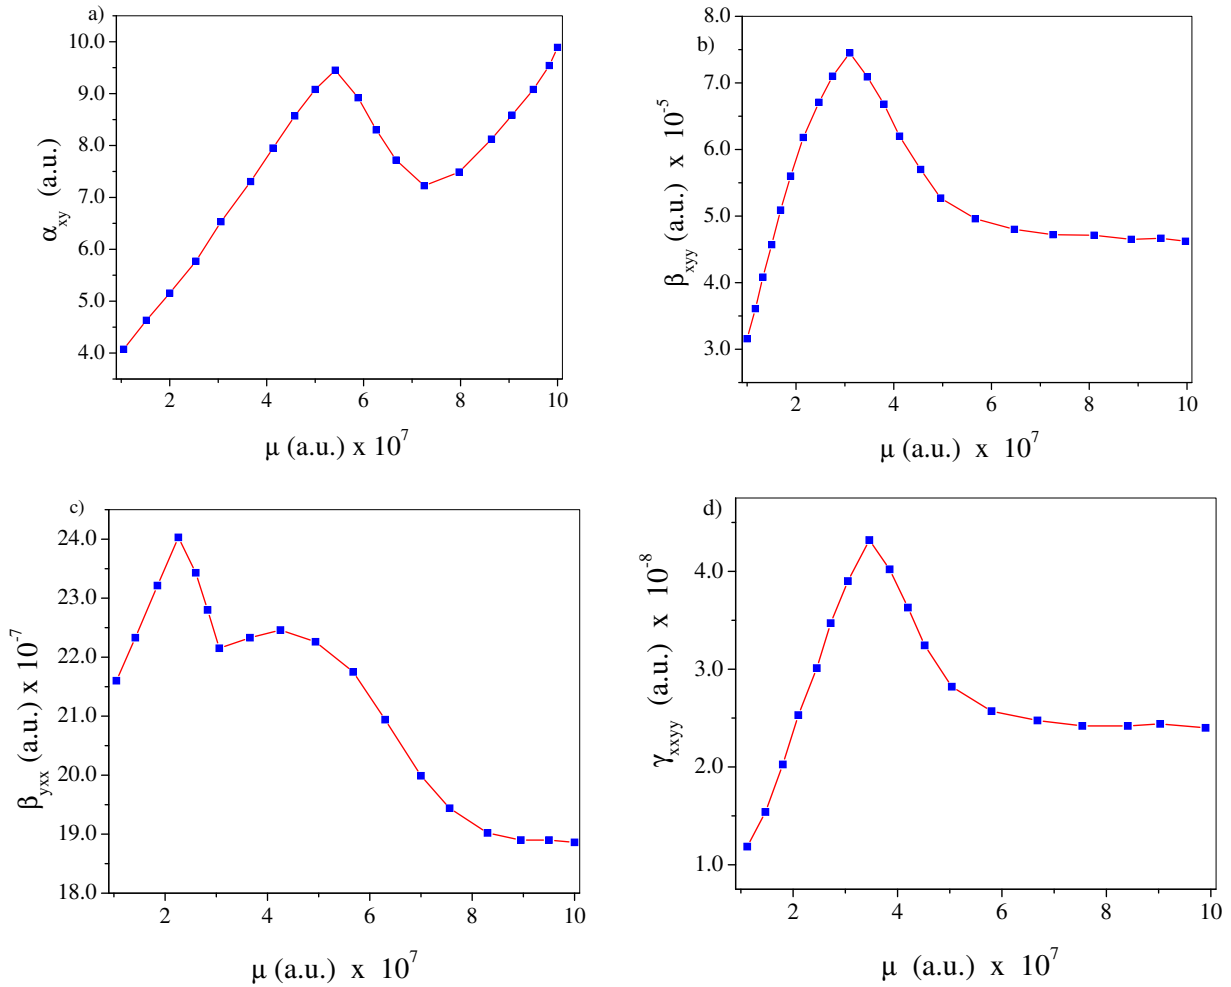 a)
10.0
9.0
8.0
7.0
6.0
5.0
4.0
α_xy (a.u.)
2 4 6 8 10
μ (a.u.) x 10^7
b)
8.0
7.0
6.0
5.0
4.0
3.0
β_xyy (a.u.) x 10^-5
2 4 6 8 10
μ (a.u.) x 10^7
c)
24.0
23.0
22.0
21.0
20.0
19.0
18.0
β_yxx (a.u.) x 10^-7
2 4 6 8 10
μ (a.u.) x 10^7
d)
4.0
3.0
2.0
1.0
γ_xxyy (a.u.) x 10^-8
2 4 6 8 10
μ (a.u.) x 10^7